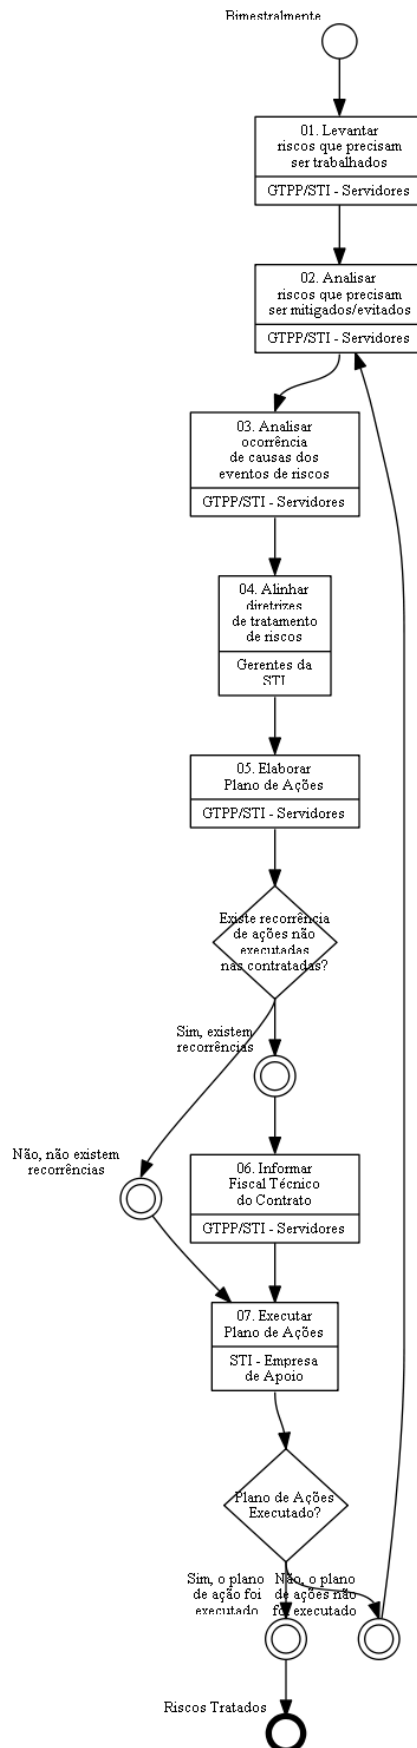 Bimestralmente
01. Levantar
riscos que precisam
ser trabalhados
GTPP/STI - Servidores
02. Analisar
riscos que precisam
ser mitigados/evitados
GTPP/STI - Servidores
03. Analisar
ocorrência
de causas dos
eventos de riscos
GTPP/STI - Servidores
04. Alinhar
diretrizes
de tratamento
de riscos
Gerentes da
STI
05. Elaborar
Plano de Ações
GTPP/STI - Servidores
Existe recorrência
de ações não
executadas
nas contratadas?
Sim, existem
recorrências
Não, não existem
recorrências
06. Informar
Fiscal Técnico
do Contrato
GTPP/STI - Servidores
07. Executar
Plano de Ações
STI - Empresa
de Apoio
Plano de Ações
Executado?
Sim, o plano
de ação foi
executado
Não, o plano
de ações não
foi executado
Riscos Tratados